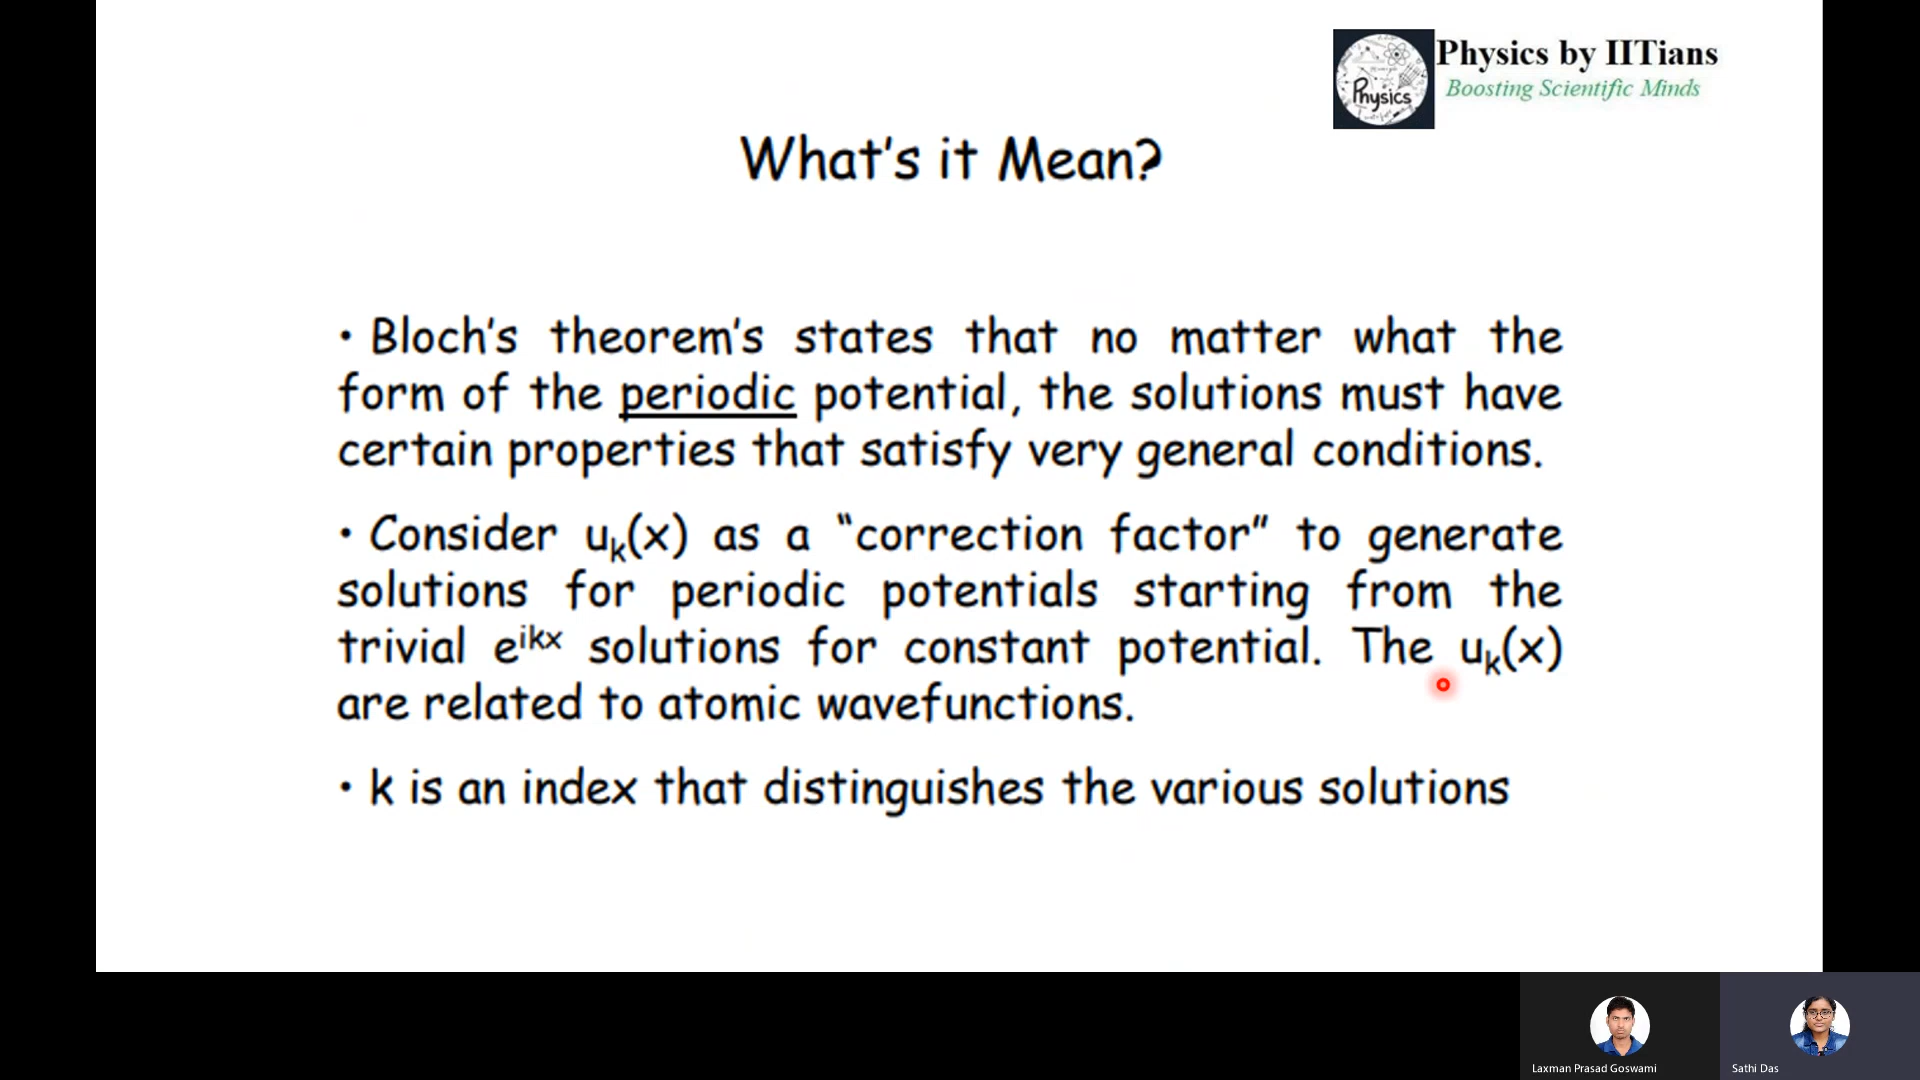 Physics by IITians
Boosting Scientific Minds
Physics
What's it Mean?
• Bloch's theorem's states that no matter what the
form of the periodic potential, the solutions must have
certain properties that satisfy very general conditions.
• Consider uₖ(x) as a “correction factor” to generate
solutions for periodic potentials starting from the
trivial eⁱᵏˣ solutions for constant potential. The uₖ(x)
are related to atomic wavefunctions.
• k is an index that distinguishes the various solutions
Laxman Prasad Goswami
Sathi Das